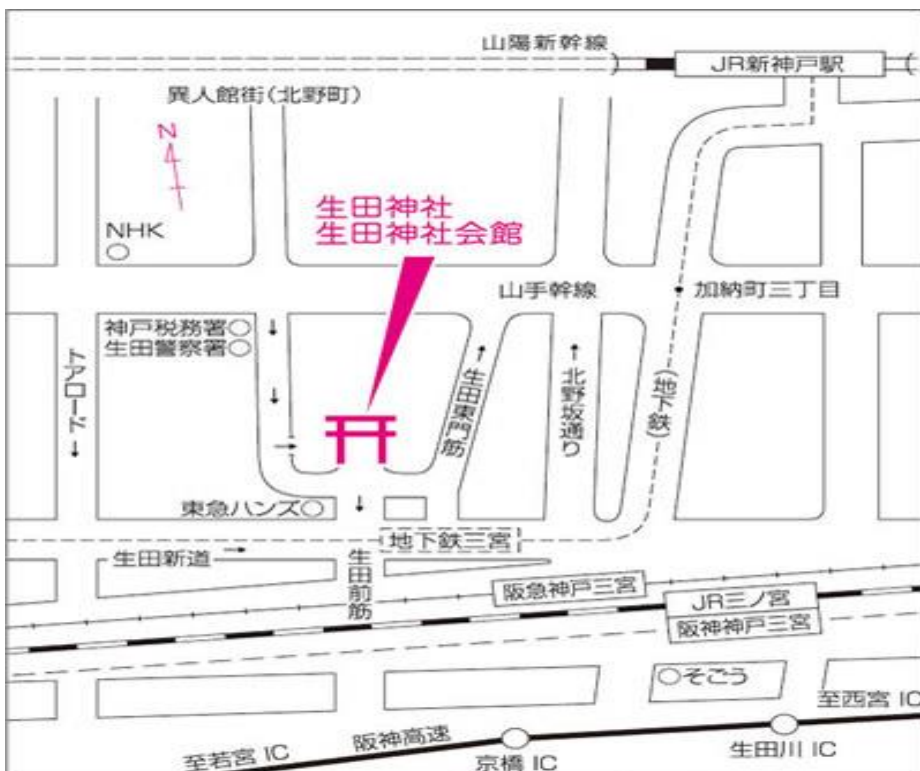 山陽新幹線
JR新神戸駅
異人館街(北野町)
N
生田神社
生田神社会館
NHK
山手幹線
加納町三丁目
神戸税務署
生田警察署
トアロード
生田東門筋
北野坂通り
(地下鉄)
東急ハンズ
地下鉄三宮
生田新道
生田前筋
阪急神戸三宮
JR三ノ宮
阪神神戸三宮
そごう
至西宮 IC
阪神高速
至若宮 IC
京橋 IC
生田川 IC